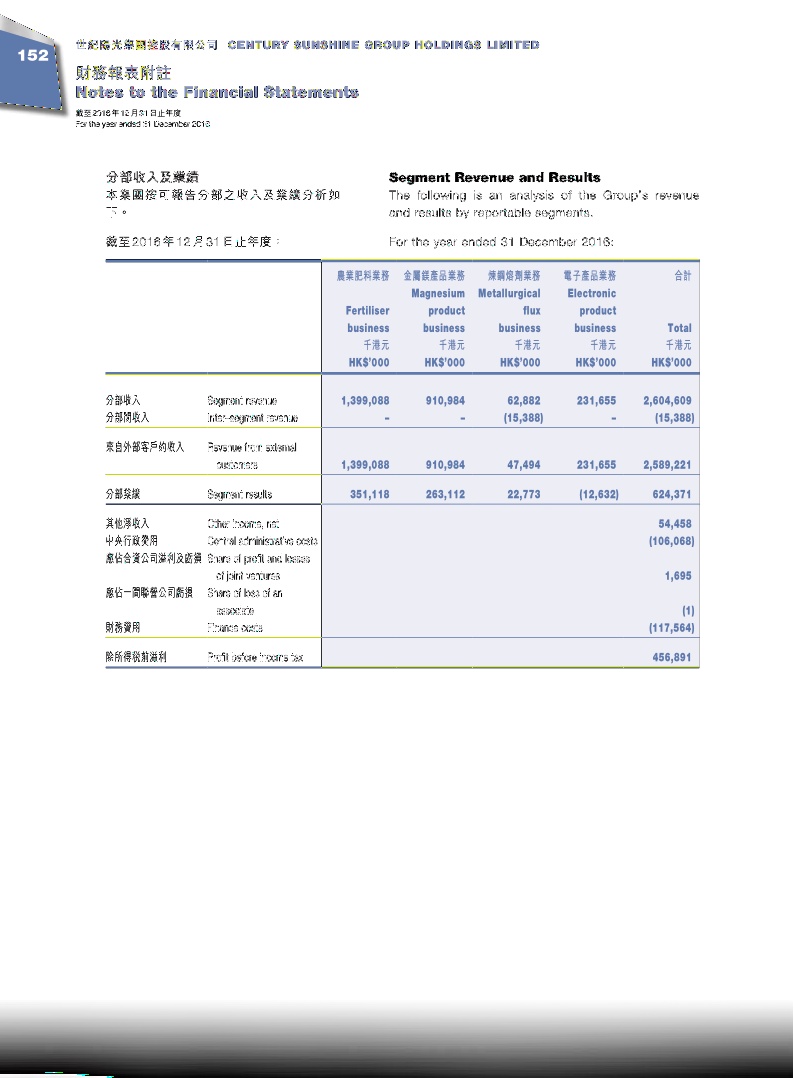 152
世紀陽光集團控股有限公司 CENTURY SUNSHINE GROUP HOLDINGS LIMITED
財務報表附註
Notes to the Financial Statements
截至2016年12月31日止年度
For the year ended 31 December 2016
分部收入及業績
本集團按可報告分部之收入及業績分析如
下。
截至2016年12月31日止年度：
Segment Revenue and Results
The following is an analysis of the Group's revenue
and results by reportable segments.
For the year ended 31 December 2016:
農業肥料業務 金屬鎂產品業務 煉鋼熔劑業務 電子產品業務 合計
Magnesium Metallurgical Electronic
Fertiliser product flux product
business business business business Total
千港元 千港元 千港元 千港元 千港元
HK$'000 HK$'000 HK$'000 HK$'000 HK$'000
分部收入 Segment revenue 1,399,088 910,984 62,882 231,655 2,604,609
分部間收入 Inter-segment revenue – – (15,388) – (15,388)
來自外部客戶的收入 Revenue from external
customers 1,399,088 910,984 47,494 231,655 2,589,221
分部業績 Segment results 351,118 263,112 22,773 (12,632) 624,371
其他淨收入 Other income, net 54,458
中央行政費用 Central administrative costs (106,068)
應佔合資公司溢利及虧損 Share of profit and losses
of joint ventures 1,695
應佔一間聯營公司虧損 Share of loss of an
associate (1)
財務費用 Finance costs (117,564)
除所得稅前溢利 Profit before income tax 456,891